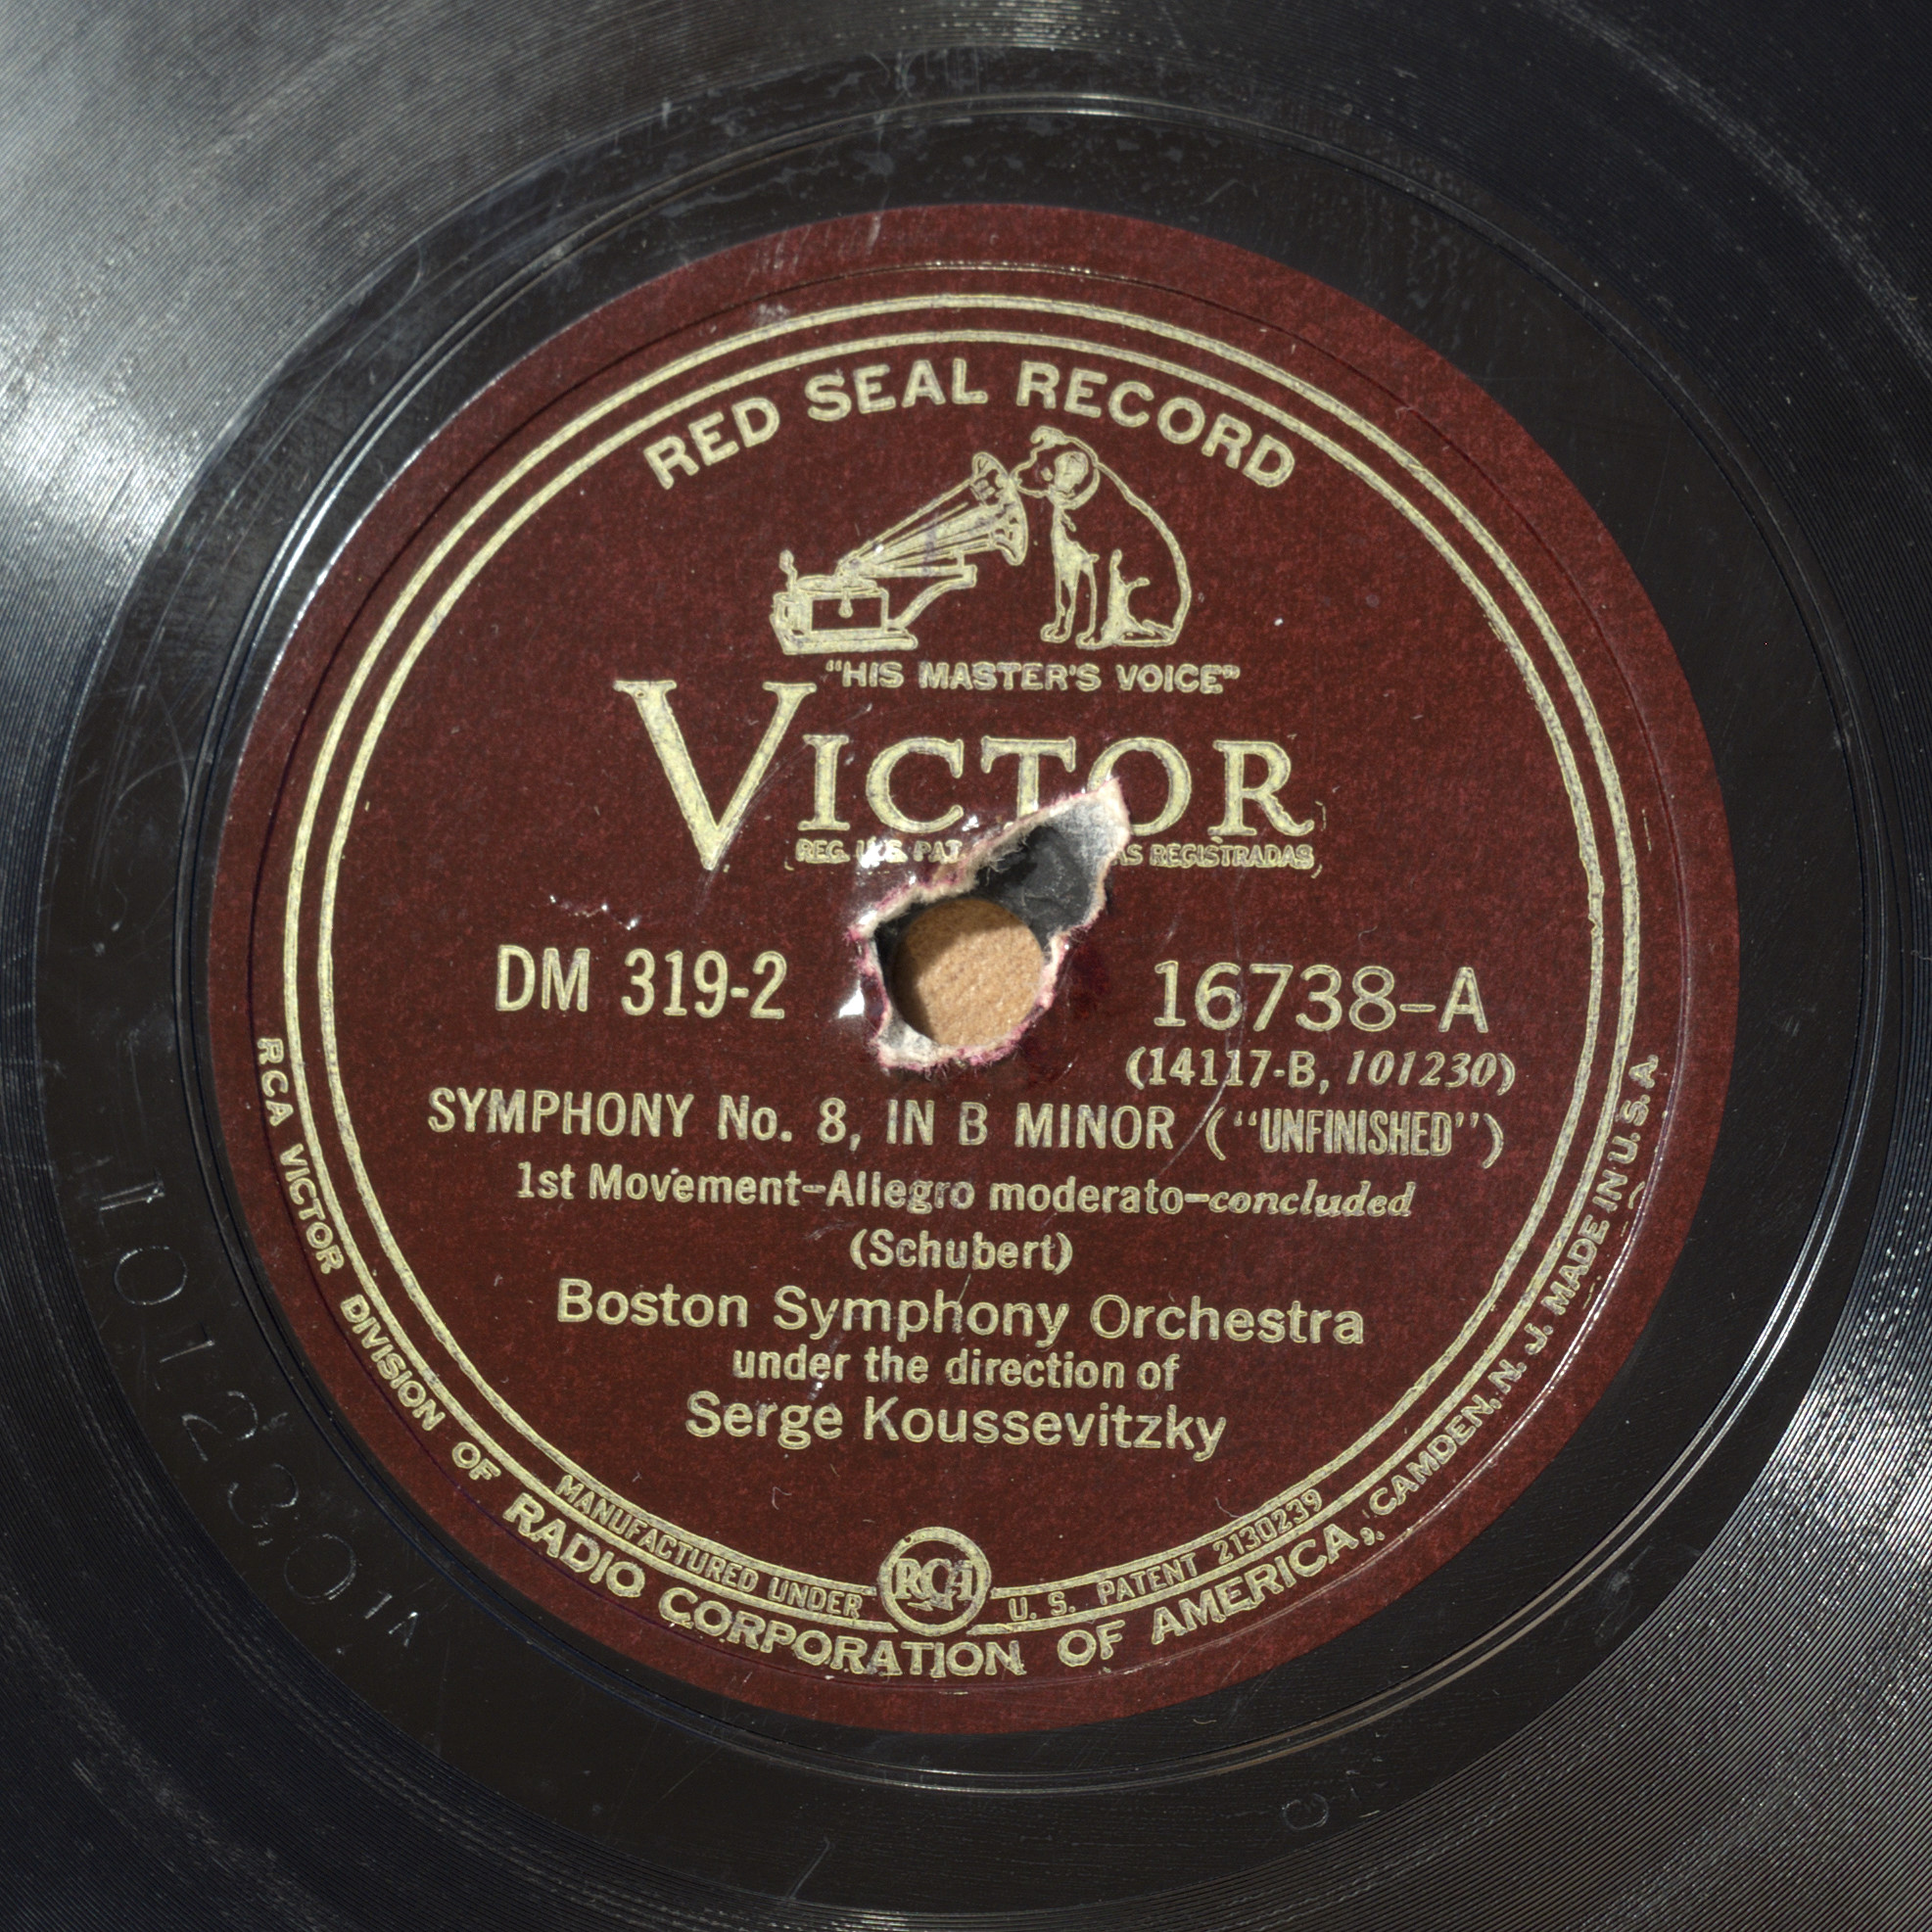 RED SEAL RECORD
"HIS MASTER'S VOICE"
VICTOR
REG. U.S. PAT AS REGISTRADAS
DM 319-2
16738-A
(14117-B, 101230)
SYMPHONY No. 8, IN B MINOR ("UNFINISHED")
1st Movement-Allegro moderato-concluded
(Schubert)
Boston Symphony Orchestra
under the direction of
Serge Koussevitzky
MANUFACTURED UNDER RCA U. S. PATENT 2130239
RCA VICTOR DIVISION OF RADIO CORPORATION OF AMERICA, CAMDEN, N. J. MADE IN U.S.A.